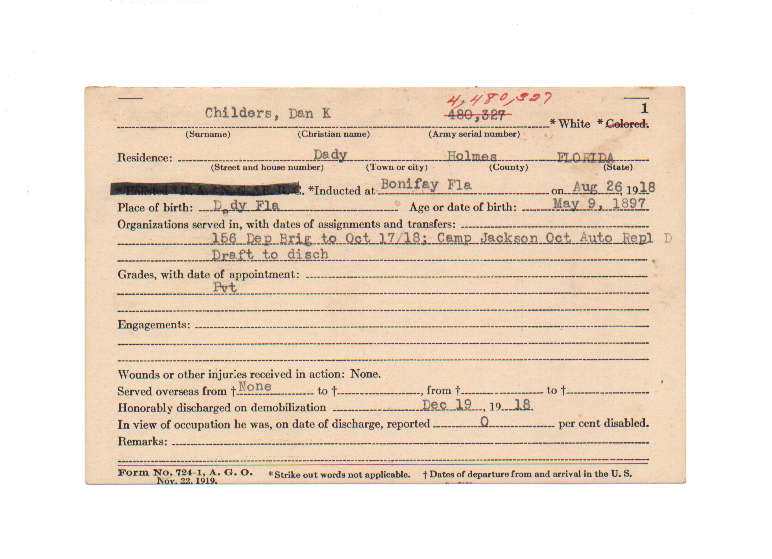 4,480,327
Childers, Dan K 480,327 1
* White * Colored.
(Surname) (Christian name) (Army serial number)
Residence: Dady Holmes FLORIDA
(Street and house number) (Town or city) (County) (State)
*Inducted at Bonifay Fla on Aug 26 1918
Place of birth: D dy Fla Age or date of birth: May 9, 1897
Organizations served in, with dates of assignments and transfers:
156 Dep Brig to Oct 17/18; Camp Jackson Oct Auto Repl D
Draft to disch
Grades, with date of appointment:
Pvt
Engagements:
Wounds or other injuries received in action: None.
Served overseas from † None to †, from † to †
Honorably discharged on demobilization Dec 19, 1918
In view of occupation he was, on date of discharge, reported 0 per cent disabled.
Remarks:
Form No. 724-1, A. G. O. *Strike out words not applicable. † Dates of departure from and arrival in the U. S.
Nov. 22, 1919.